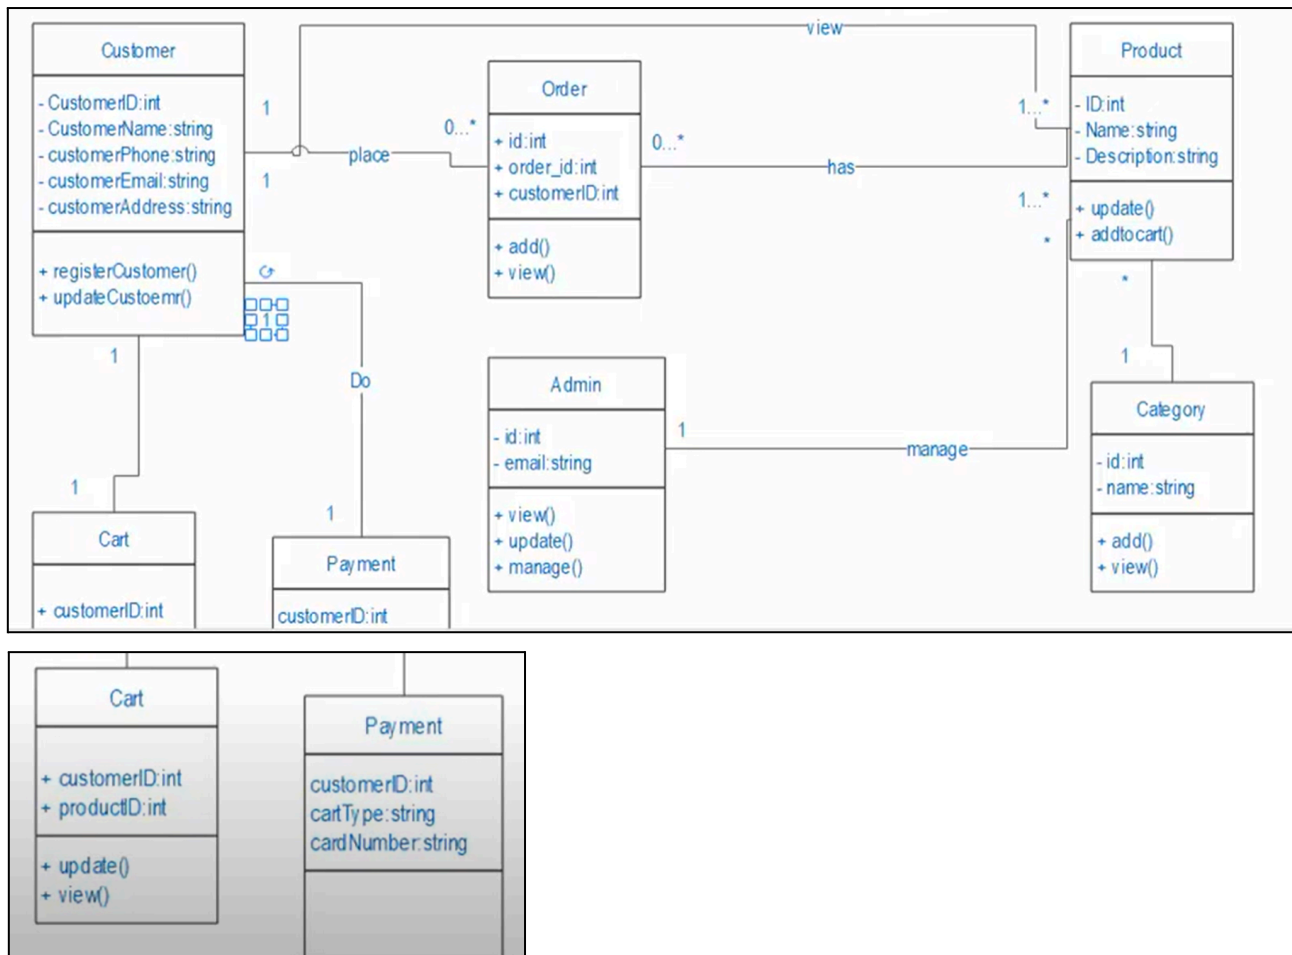 Customer
- CustomerID:int
- CustomerName:string
- customerPhone:string
- customerEmail:string
- customerAddress:string
+ registerCustomer()
+ updateCustoemr()
1
1
1
1
view
place
0...*
Order
+ id:int
+ order_id:int
+ customerID:int
+ add()
+ view()
0...*
has
1...*
1...*
*
Product
- ID:int
- Name:string
- Description:string
+ update()
+ addtocart()
*
1
Do
1
1
Cart
+ customerID:int
Payment
customerID:int
Admin
- id:int
- email:string
+ view()
+ update()
+ manage()
1
manage
Category
- id:int
- name:string
+ add()
+ view()
Cart
+ customerID:int
+ productID:int
+ update()
+ view()
Payment
customerID:int
cartType:string
cardNumber:string